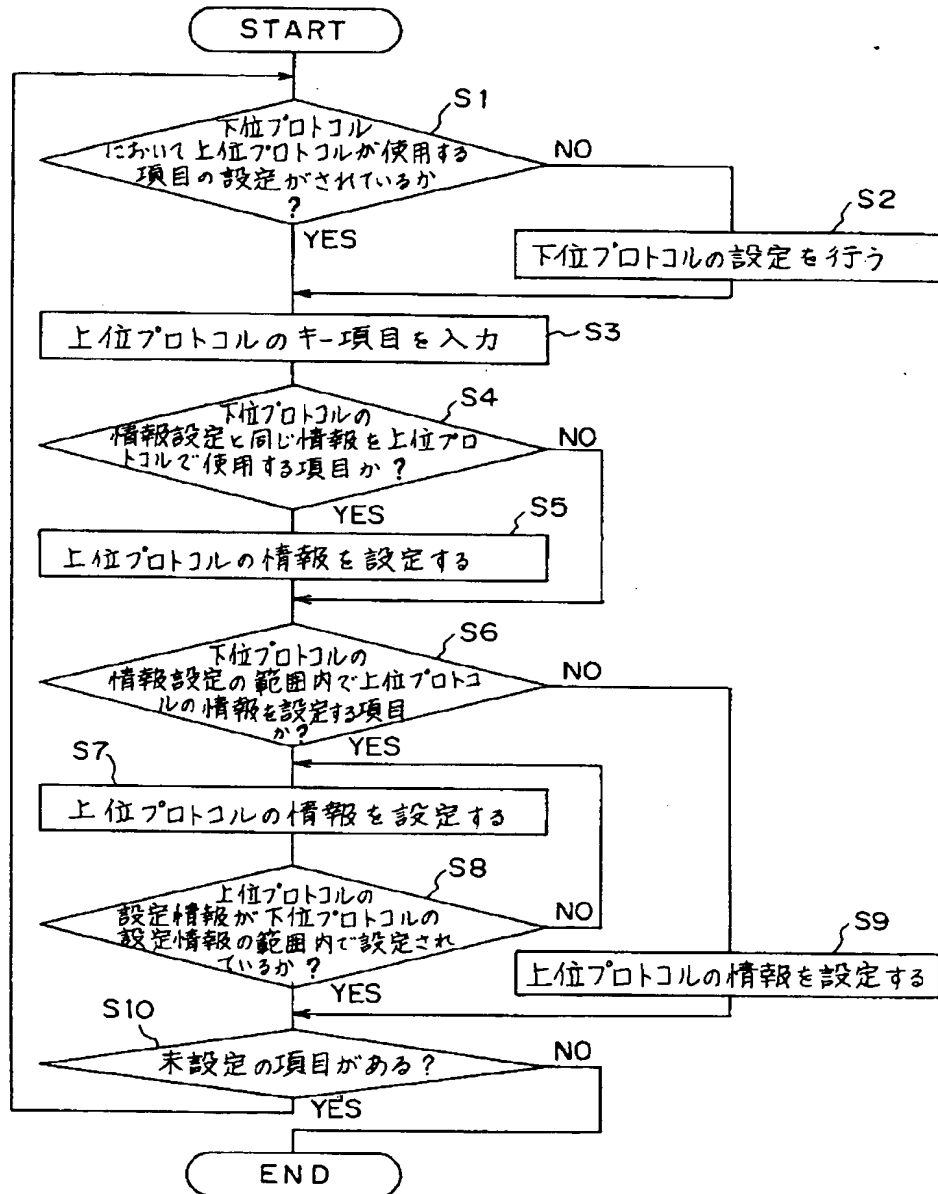 START
S1
下位プロトコル
において上位プロトコルが使用する
項目の設定がされているか
?
NO
YES
S2
下位プロトコルの設定を行う
上位プロトコルのキー項目を入力
S3
S4
下位プロトコルの
情報設定と同じ情報を上位プロ
トコルで使用する項目か?
NO
YES
S5
上位プロトコルの情報を設定する
S6
下位プロトコルの
情報設定の範囲内で上位プロトコ
ルの情報を設定する項目
か?
NO
YES
S7
上位プロトコルの情報を設定する
S8
上位プロトコルの
設定情報が下位プロトコルの
設定情報の範囲内で設定され
ているか?
NO
YES
S9
上位プロトコルの情報を設定する
S10
未設定の項目がある?
NO
YES
END